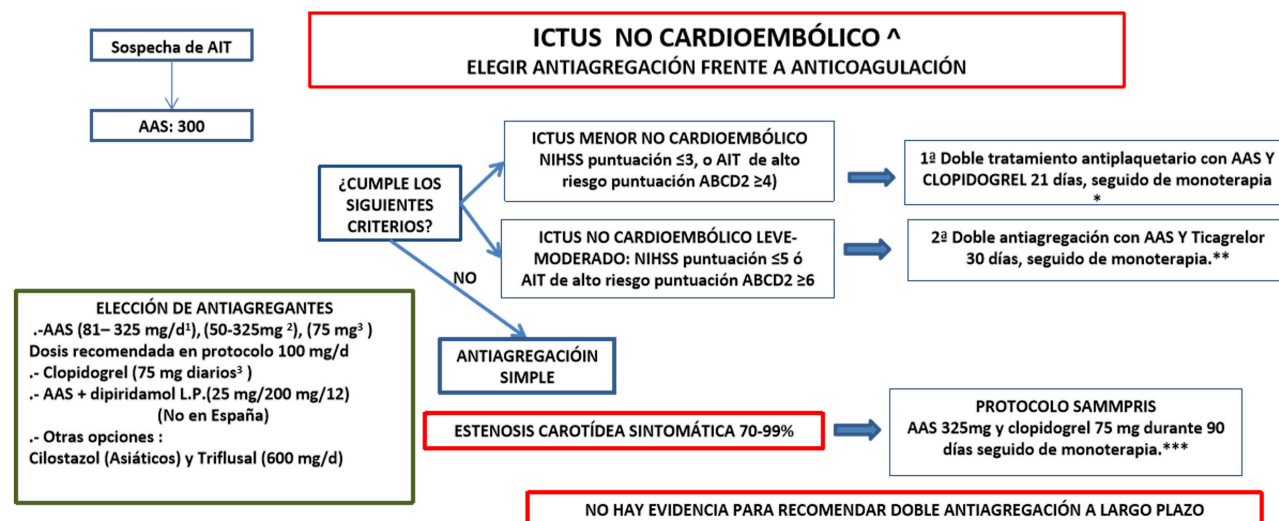 Sospecha de AIT
AAS: 300
ICTUS NO CARDIOEMBÓLICO ^
ELEGIR ANTIAGREGACIÓN FRENTE A ANTICOAGULACIÓN
¿CUMPLE LOS
SIGUIENTES
CRITERIOS?
ICTUS MENOR NO CARDIOEMBÓLICO
NIHSS puntuación ≤3, o AIT de alto
riesgo puntuación ABCD2 ≥4)
1ª Doble tratamiento antiplaquetario con AAS Y
CLOPIDOGREL 21 días, seguido de monoterapia
*
ICTUS NO CARDIOEMBÓLICO LEVE-
MODERADO: NIHSS puntuación ≤5 ó
AIT de alto riesgo puntuación ABCD2 ≥6
2ª Doble antiagregación con AAS Y Ticagrelor
30 días, seguido de monoterapia.**
NO
ANTIAGREGACIÓIN
SIMPLE
ELECCIÓN DE ANTIAGREGANTES
.-AAS (81– 325 mg/d¹), (50-325mg ²), (75 mg³ )
Dosis recomendada en protocolo 100 mg/d
.- Clopidogrel (75 mg diarios³ )
.- AAS + dipiridamol L.P.(25 mg/200 mg/12)
(No en España)
.- Otras opciones :
Cilostazol (Asiáticos) y Triflusal (600 mg/d)
ESTENOSIS CAROTÍDEA SINTOMÁTICA 70-99%
PROTOCOLO SAMMPRIS
AAS 325mg y clopidogrel 75 mg durante 90
días seguido de monoterapia.***
NO HAY EVIDENCIA PARA RECOMENDAR DOBLE ANTIAGREGACIÓN A LARGO PLAZO